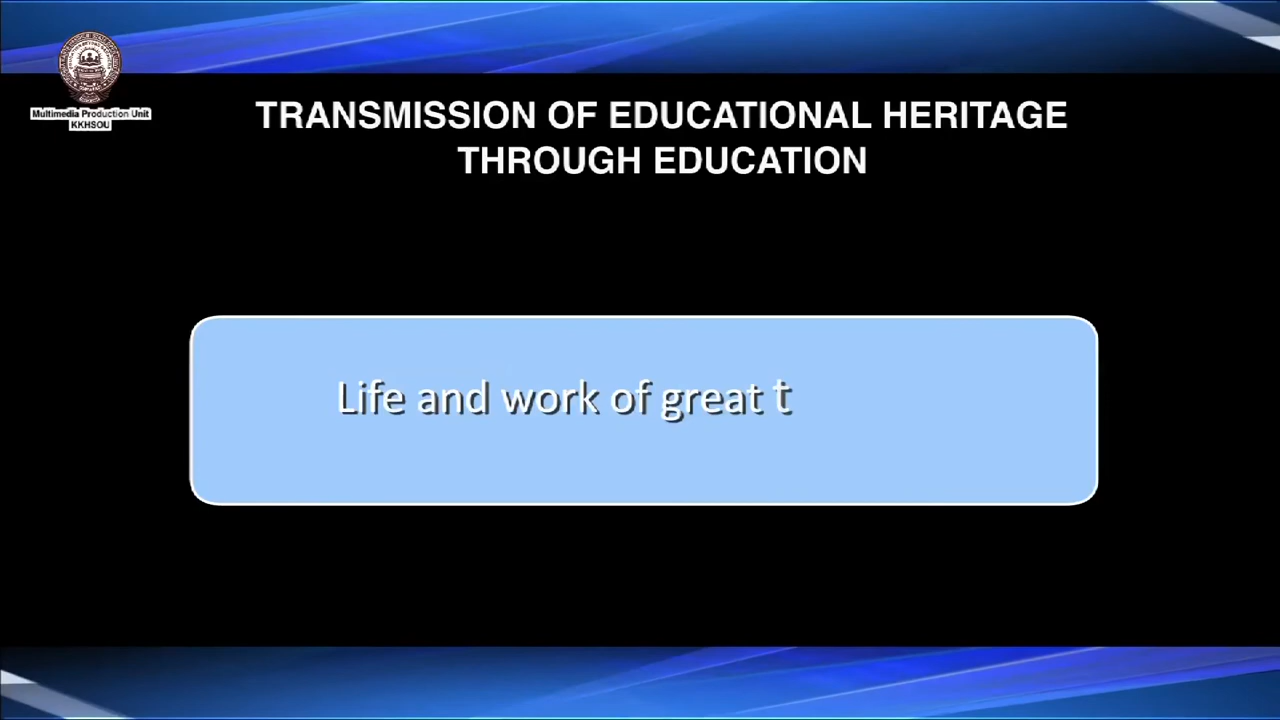 Multimedia Production Unit
KKHSOU
TRANSMISSION OF EDUCATIONAL HERITAGE
THROUGH EDUCATION
Life and work of great t